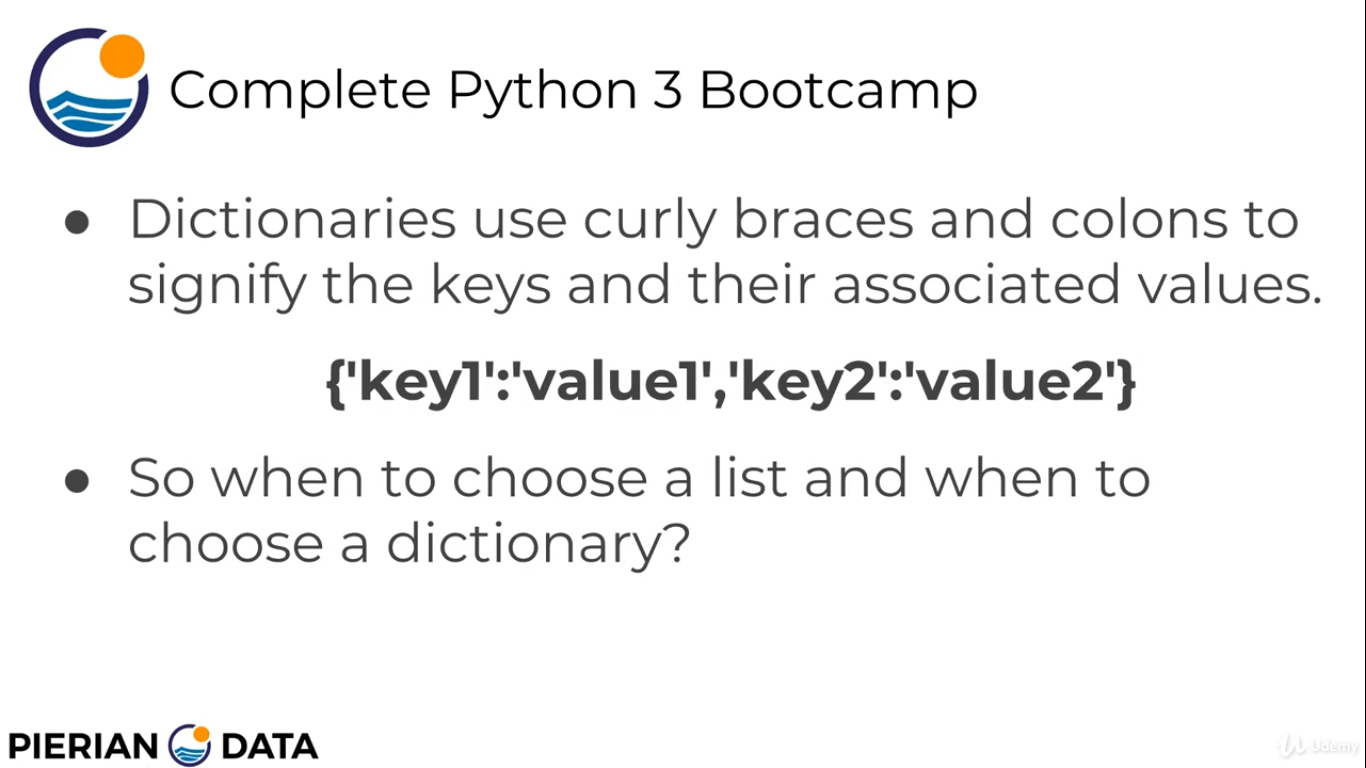 Complete Python 3 Bootcamp
● Dictionaries use curly braces and colons to
signify the keys and their associated values.
{'key1':'value1','key2':'value2'}
● So when to choose a list and when to
choose a dictionary?
PIERIAN DATA
Udemy